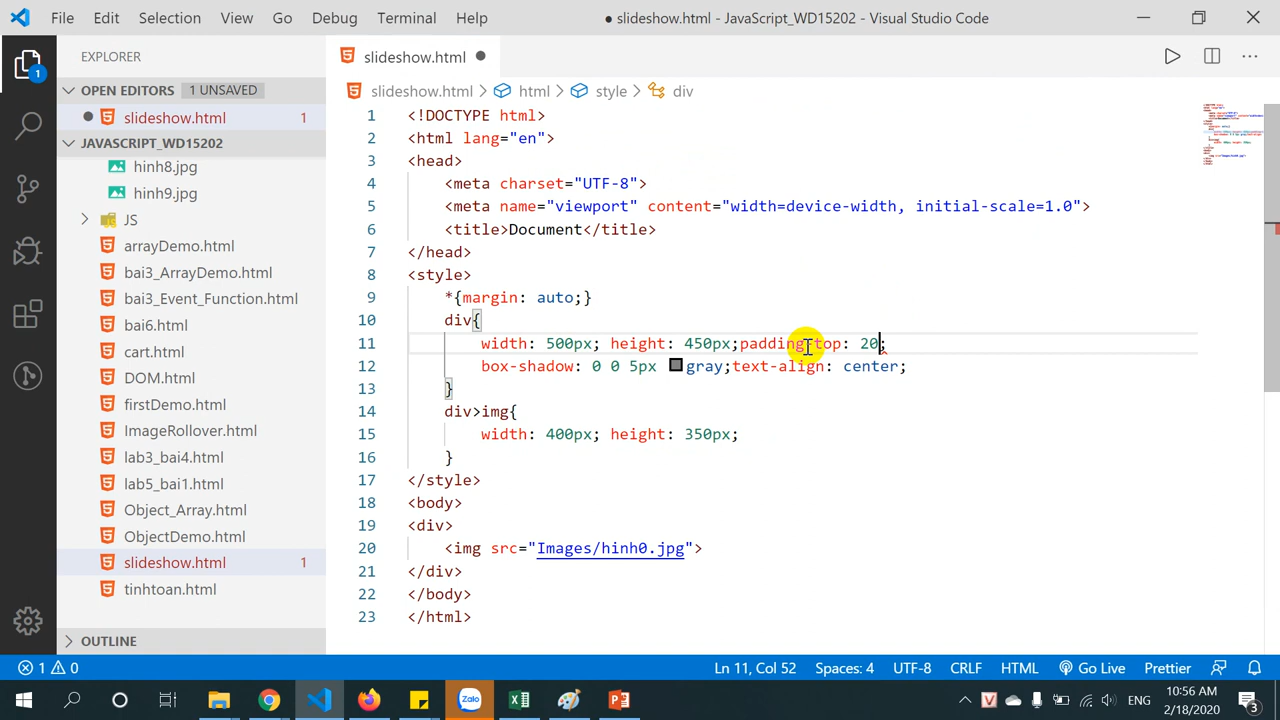 File Edit Selection View Go Debug Terminal Help
● slideshow.html - JavaScript_WD15202 - Visual Studio Code
EXPLORER
OPEN EDITORS 1 UNSAVED
slideshow.html 1
JAVASCRIPT_WD15202
hinh8.jpg
hinh9.jpg
JS
arrayDemo.html
bai3_ArrayDemo.html
bai3_Event_Function.html
bai6.html
cart.html
DOM.html
firstDemo.html
ImageRollover.html
lab3_bai4.html
lab5_bai1.html
Object_Array.html
ObjectDemo.html
slideshow.html 1
tinhtoan.html
OUTLINE
1
slideshow.html
slideshow.html > html > style > div
1 <!DOCTYPE html>
2 <html lang="en">
3 <head>
4 <meta charset="UTF-8">
5 <meta name="viewport" content="width=device-width, initial-scale=1.0">
6 <title>Document</title>
7 </head>
8 <style>
9 *{margin: auto;}
10 div{
11 width: 500px; height: 450px;padding-top: 20;
12 box-shadow: 0 0 5px gray;text-align: center;
13 }
14 div>img{
15 width: 400px; height: 350px;
16 }
17 </style>
18 <body>
19 <div>
20 <img src="Images/hinh0.jpg">
21 </div>
22 </body>
23 </html>
1 0 Ln 11, Col 52 Spaces: 4 UTF-8 CRLF HTML Go Live Prettier
Zalo
ENG
10:56 AM
2/18/2020
3